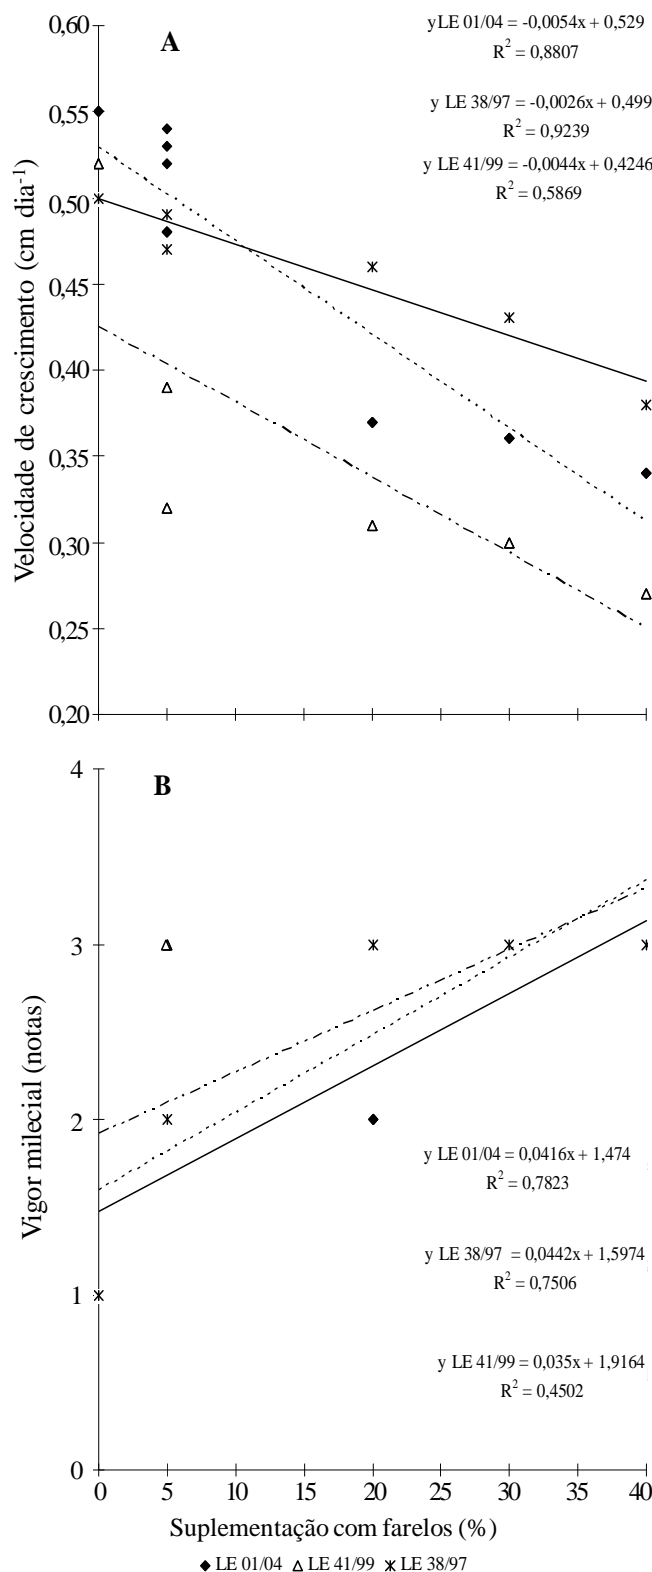 0,60
A
yLE 01/04 = -0,0054x + 0,529
R² = 0,8807
0,55
y LE 38/97 = -0,0026x + 0,499
R² = 0,9239
y LE 41/99 = -0,0044x + 0,4246
R² = 0,5869
0,50
0,45
0,40
0,35
0,30
0,25
0,20
Velocidade de crescimento (cm dia⁻¹)
4
B
3
2
y LE 01/04 = 0,0416x + 1,474
R² = 0,7823
y LE 38/97 = 0,0442x + 1,5974
R² = 0,7506
1
y LE 41/99 = 0,035x + 1,9164
R² = 0,4502
0
Vigor milecial (notas)
0 5 10 15 20 25 30 35 40
Suplementação com farelos (%)
LE 01/04 LE 41/99 LE 38/97